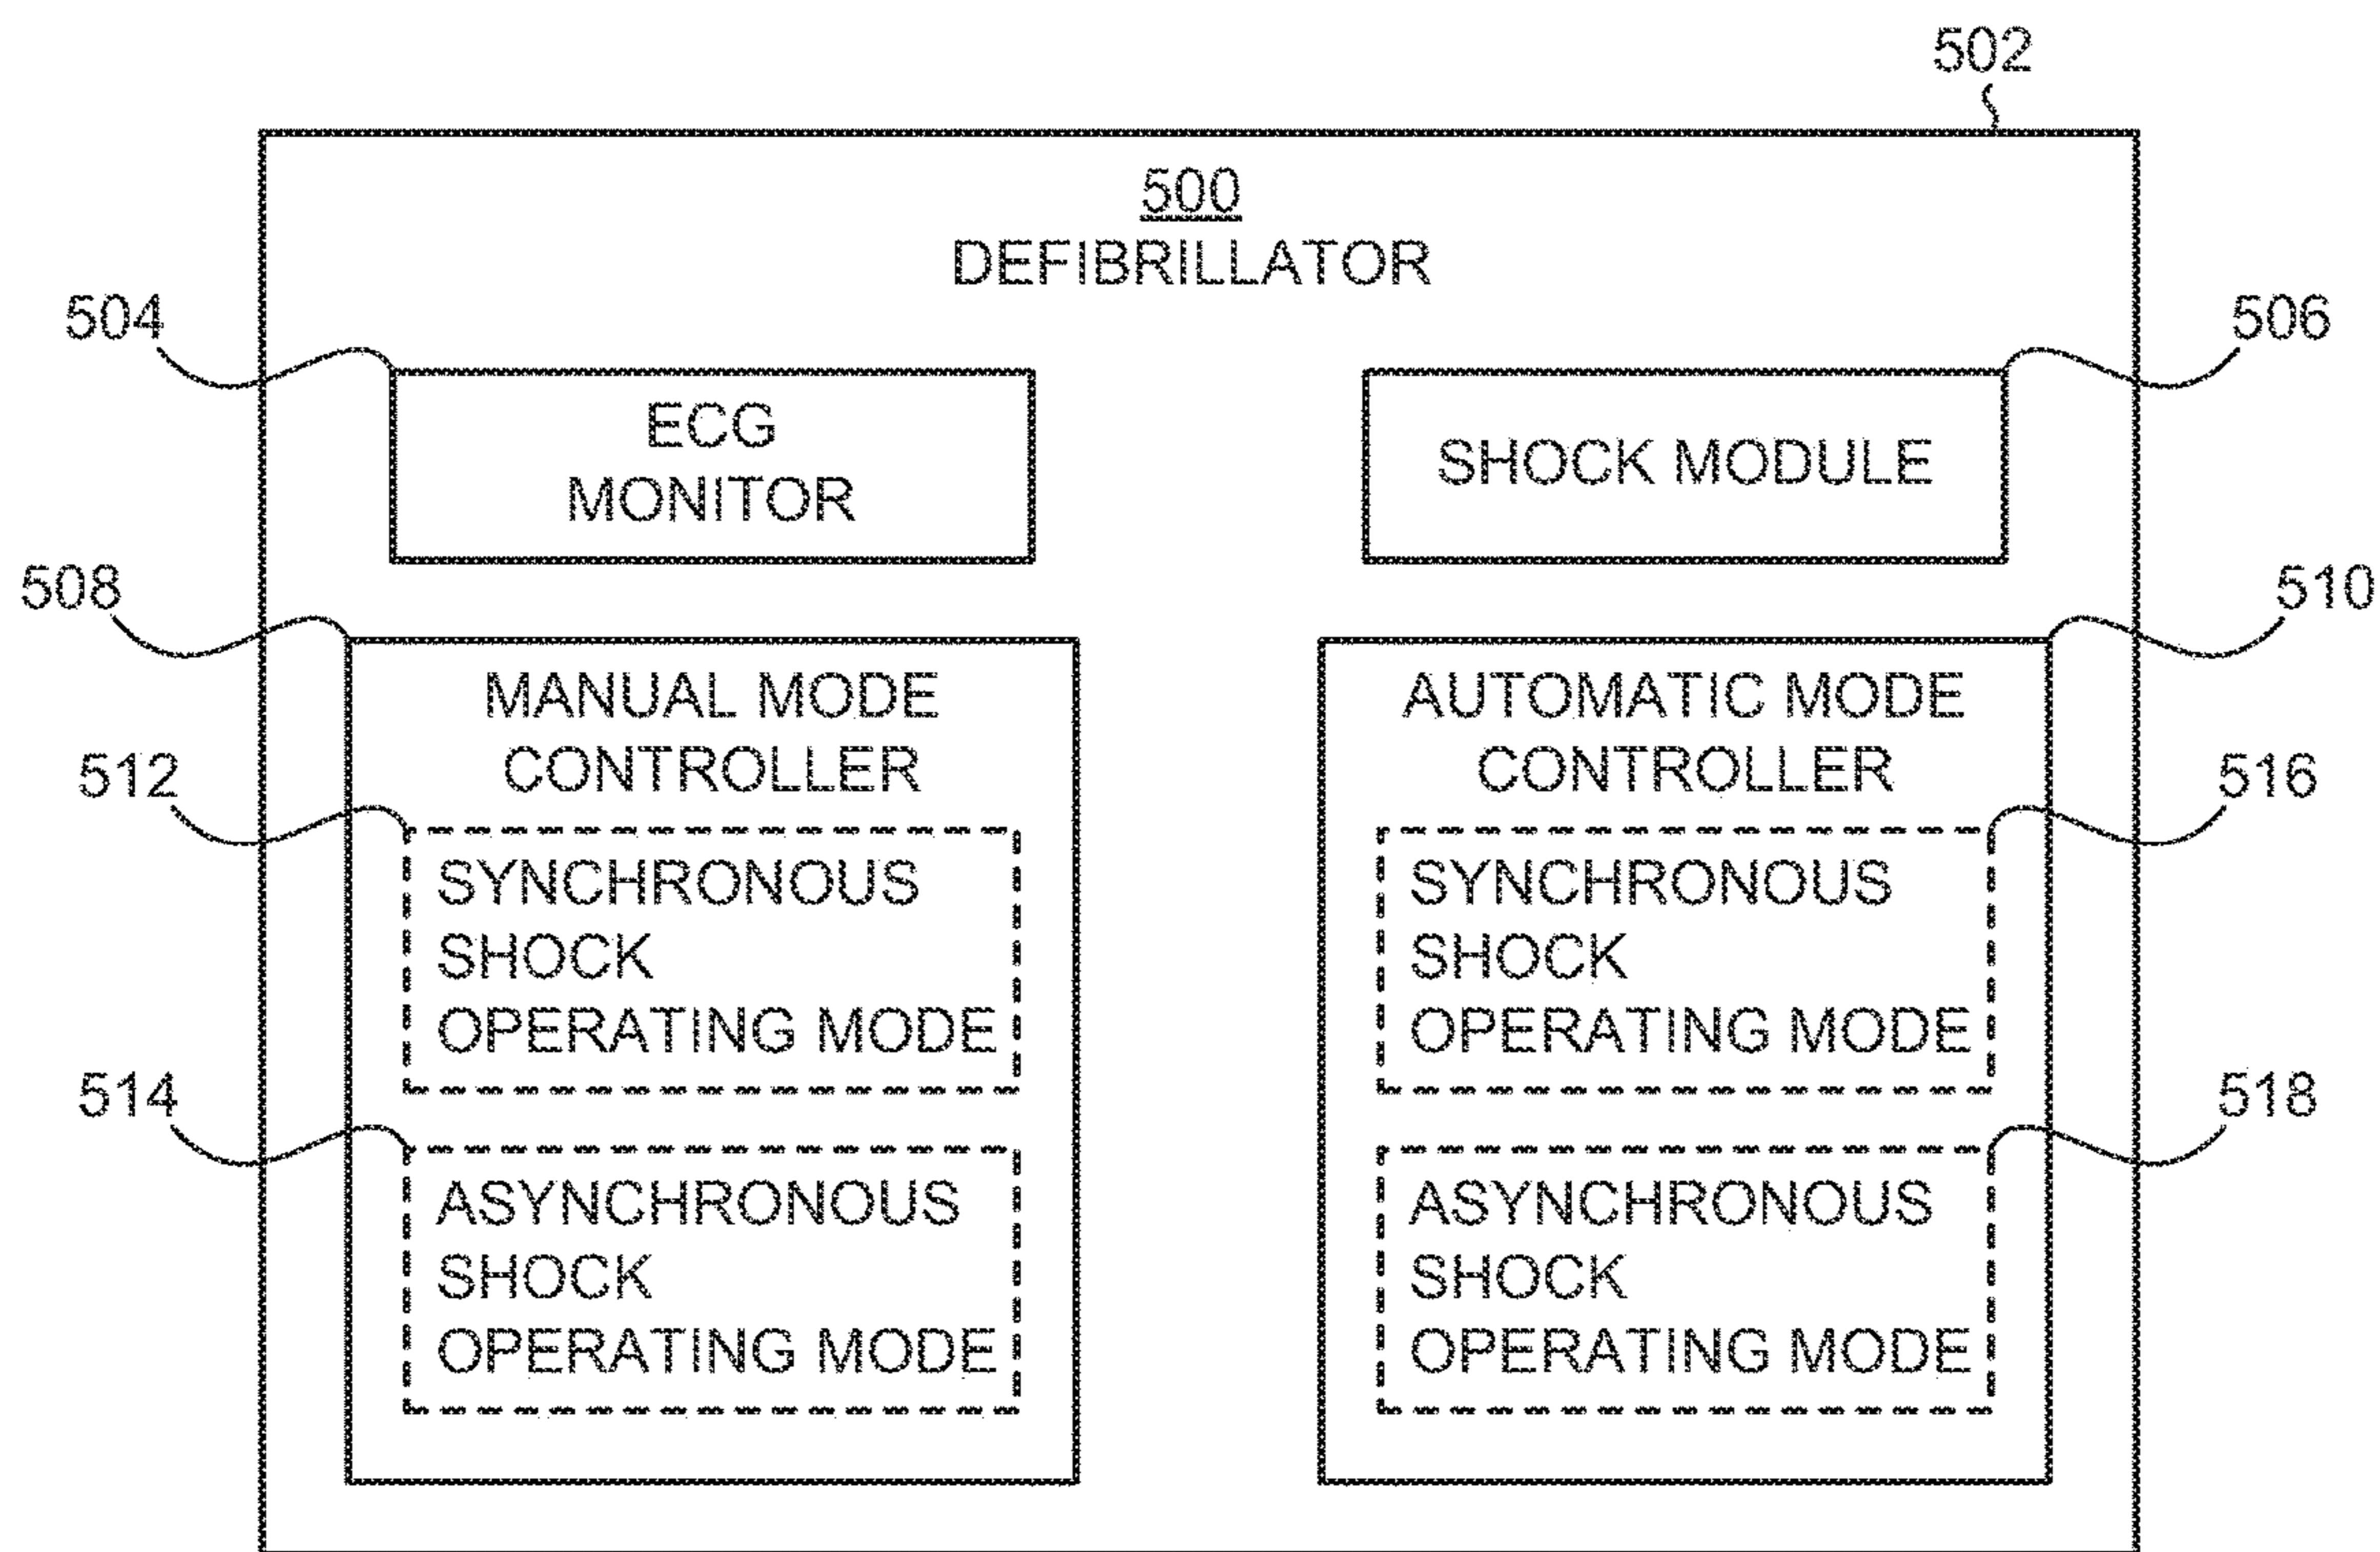 502
500
DEFIBRILLATOR
504
506
ECG
MONITOR
SHOCK MODULE
508
510
MANUAL MODE
CONTROLLER
AUTOMATIC MODE
CONTROLLER
512
516
SYNCHRONOUS
SHOCK
OPERATING MODE
SYNCHRONOUS
SHOCK
OPERATING MODE
514
518
ASYNCHRONOUS
SHOCK
OPERATING MODE
ASYNCHRONOUS
SHOCK
OPERATING MODE